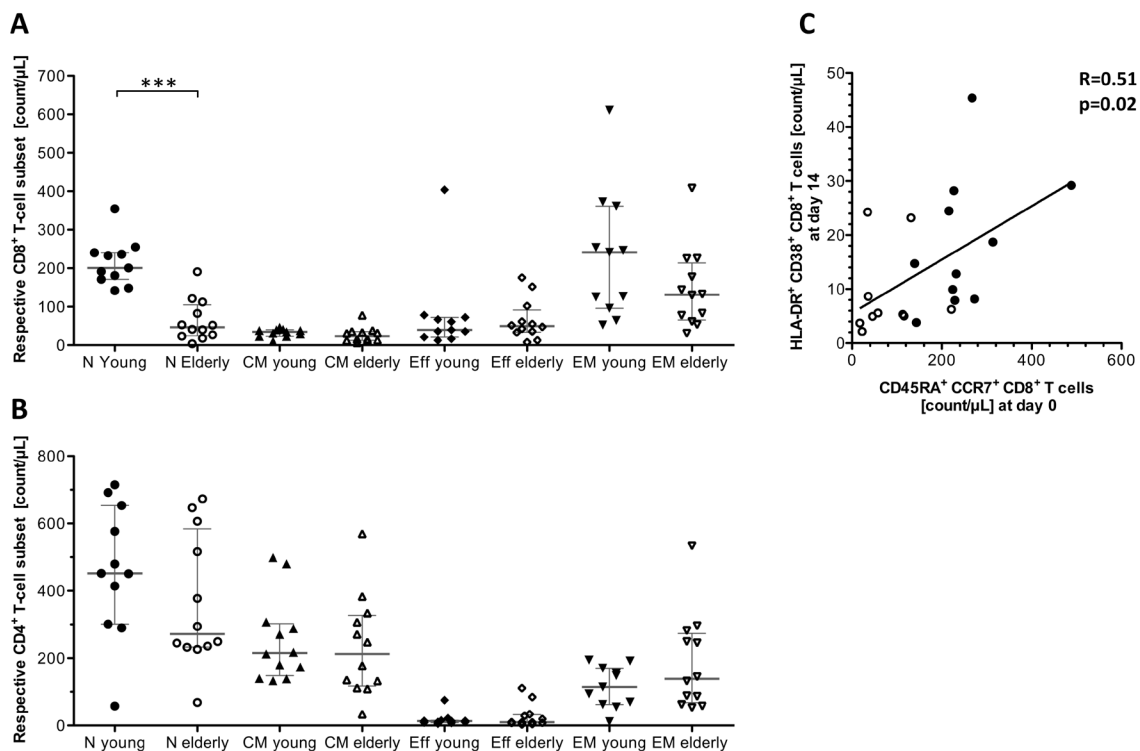 A
Respective CD8⁺ T-cell subset [count/µL]
700
600
500
400
300
200
100
0
***
N Young N Elderly CM young CM elderly Eff young Eff elderly EM young EM elderly
B
Respective CD4⁺ T-cell subset [count/µL]
800
600
400
200
0
N young N elderly CM young CM elderly Eff young Eff elderly EM young EM elderly
C
HLA-DR⁺ CD38⁺ CD8⁺ T cells [count/µL]
at day 14
50
40
30
20
10
0
R=0.51
p=0.02
0 200 400 600
CD45RA⁺ CCR7⁺ CD8⁺ T cells
[count/µL] at day 0